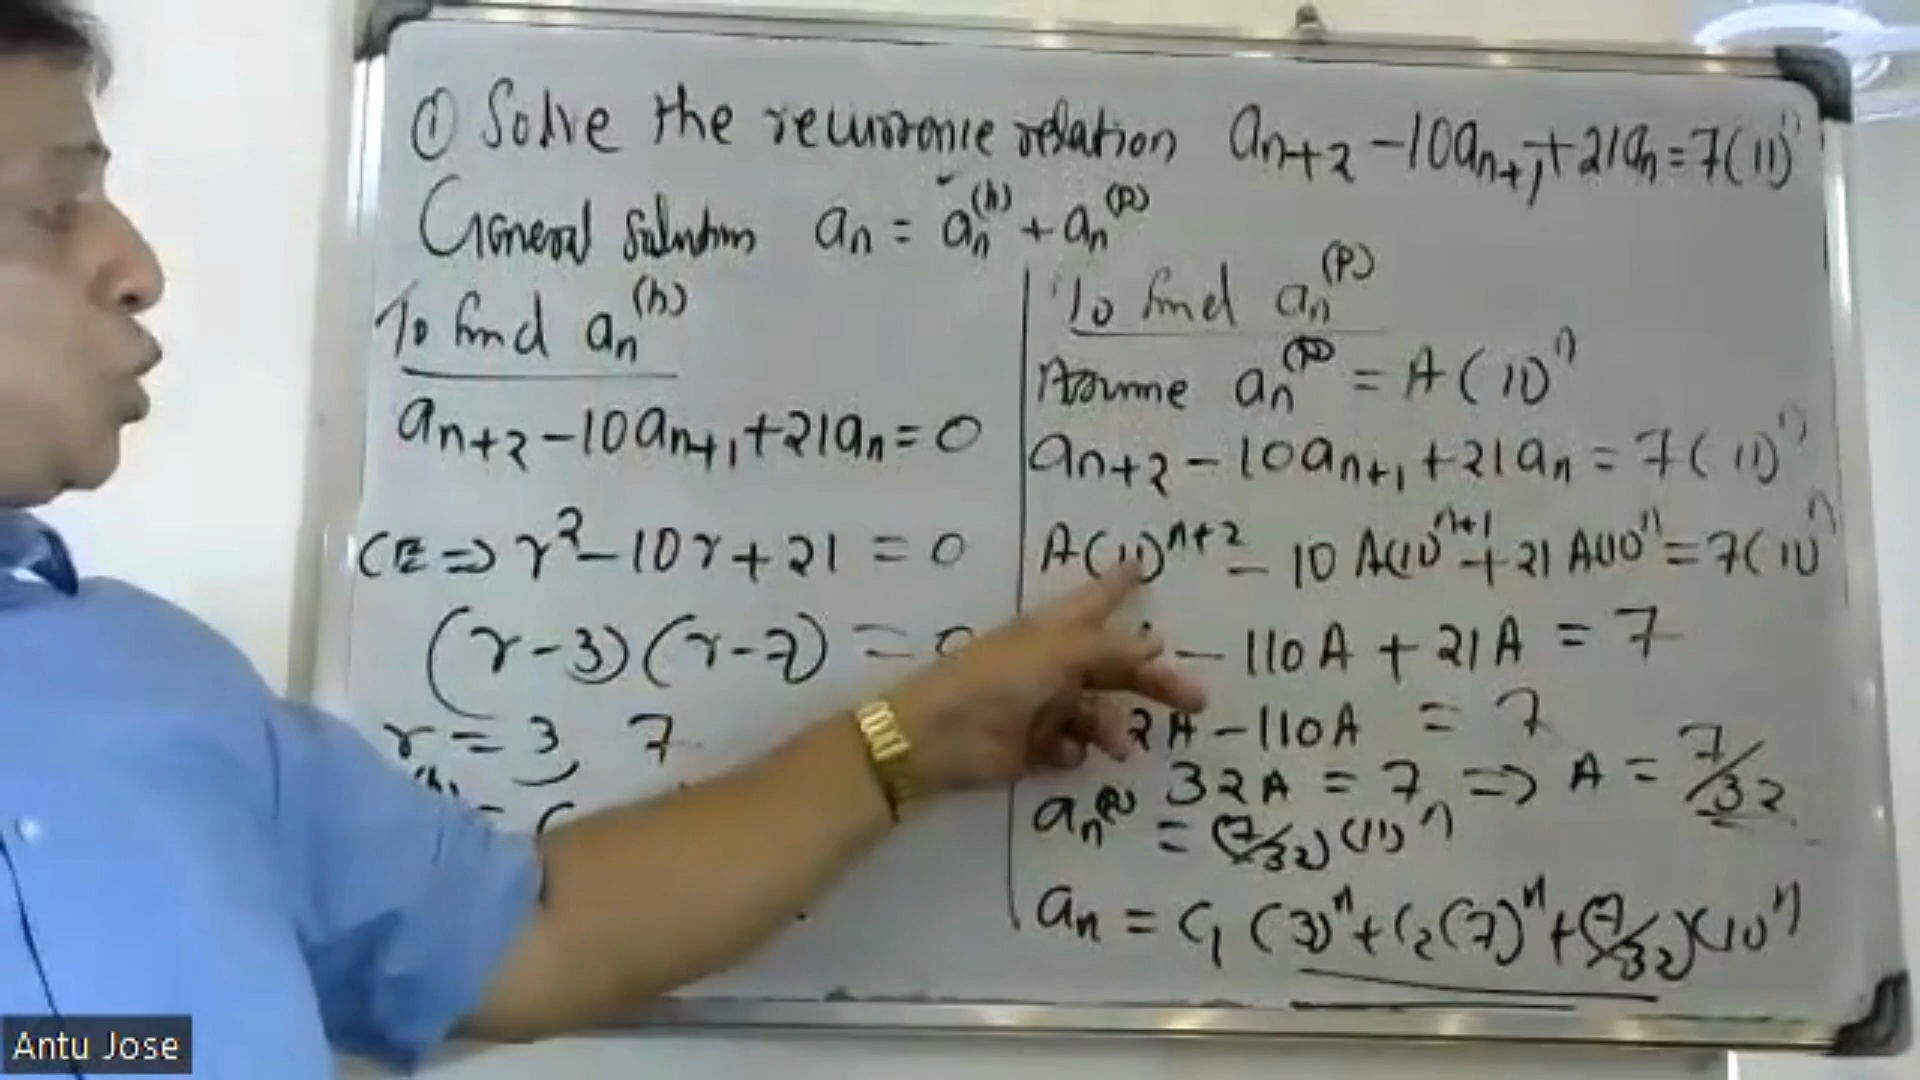 ① Solve the recurrence relation aₙ₊₂ - 10aₙ₊₁ + 21aₙ = 7(11)ⁿ
General solution aₙ = aₙ⁽ʰ⁾ + aₙ⁽ᵖ⁾
To find aₙ⁽ʰ⁾
aₙ₊₂ - 10aₙ₊₁ + 21aₙ = 0
CE => r² - 10r + 21 = 0
(r-3)(r-7) = 0
r = 3, 7
To find aₙ⁽ᵖ⁾
Assume aₙ⁽ᵖ⁾ = A(11)ⁿ
aₙ₊₂ - 10aₙ₊₁ + 21aₙ = 7(11)ⁿ
A(11)ⁿ⁺² - 10A(11)ⁿ⁺¹ + 21A(11)ⁿ = 7(11)ⁿ
- 110A + 21A = 7
2A - 110A = 7
32A = 7 => A = 7/32
aₙ⁽ᵖ⁾ = (7/32)(11)ⁿ
aₙ = C₁(3)ⁿ + C₂(7)ⁿ + (7/32)(11)ⁿ
Antu Jose